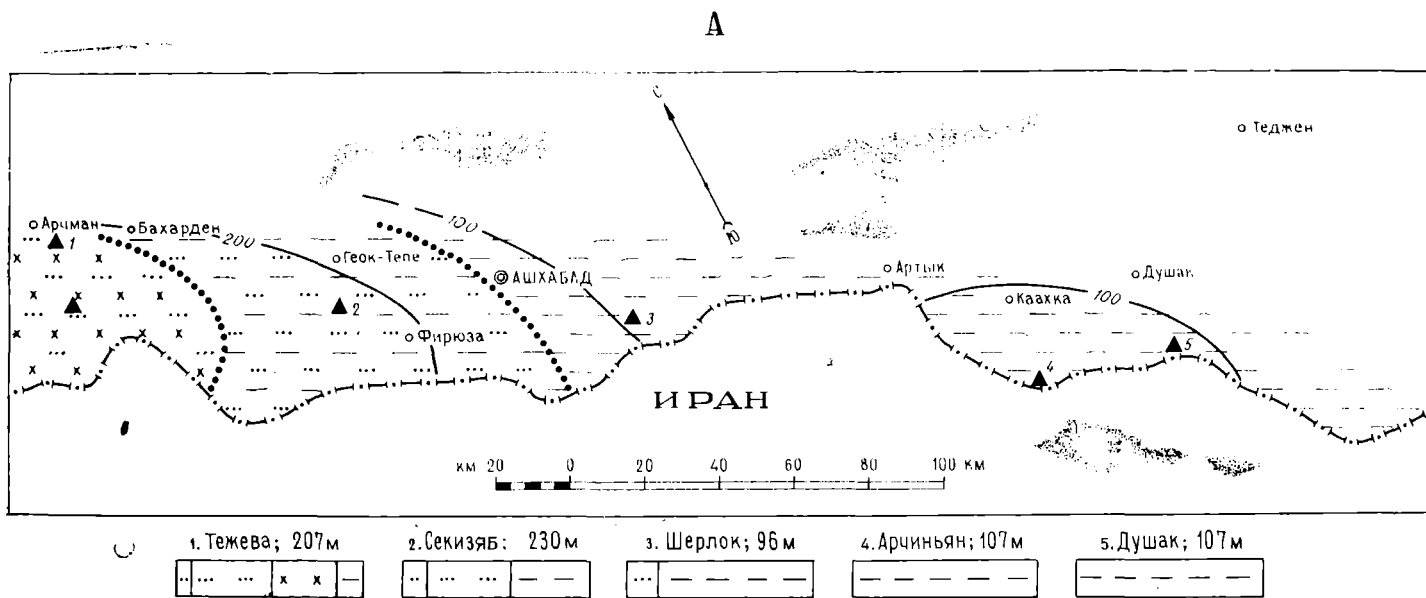 А
С
Ю
Теджен
Арчман
Бахарден
1
200
100
Геок-Тепе
АШХАБАД
Артык
Душак
Каахка
100
2
Фирюза
3
5
4
ИРАН
км 20 0 20 40 60 80 100 км
1. Тежева; 207м
2. Секизяб: 230м
3. Шерлок; 96м
4. Арчиньян; 107м
5. Душак; 107м